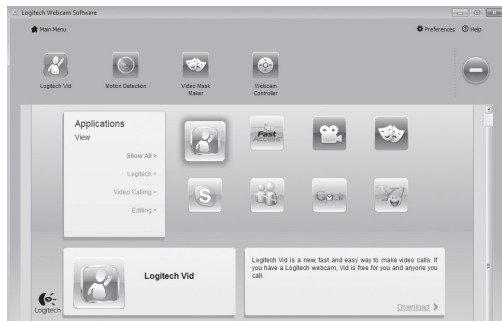 Logitech Webcam Software
Main Menu
Preferences
Help
Logitech Vid
Motion Detection
Video Mask
Maker
Webcam
Controller
Applications
View
Show All »
Logitech »
Video Calling »
Editing »
Fast
Access
S
Logitech Vid
Logitech Vid is a new, fast and easy way to make video calls. If
you have a Logitech webcam, Vid is free for you and anyone you
call.
Download
Logitech